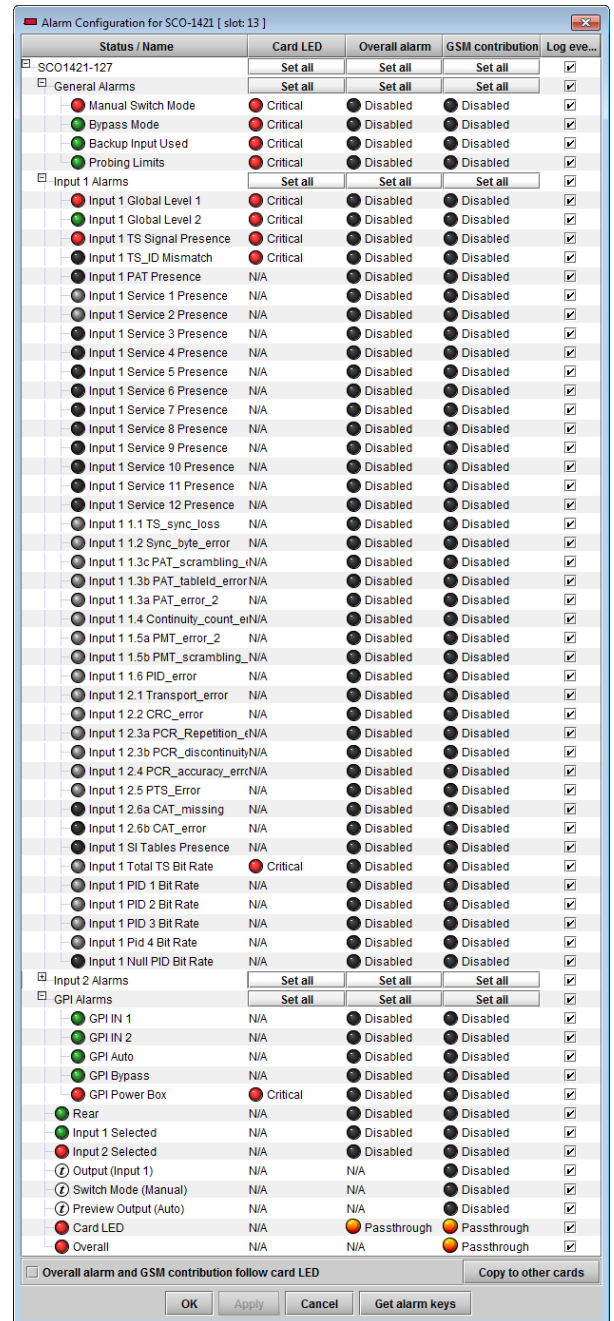 Alarm Configuration for SCO-1421 [ slot: 13 ]
Status / Name Card LED Overall alarm GSM contribution Log eve...
SCO1421-127 Set all Set all Set all
General Alarms Set all Set all Set all
Manual Switch Mode Critical Disabled Disabled
Bypass Mode Critical Disabled Disabled
Backup Input Used Critical Disabled Disabled
Probing Limits Critical Disabled Disabled
Input 1 Alarms Set all Set all Set all
Input 1 Global Level 1 Critical Disabled Disabled
Input 1 Global Level 2 Critical Disabled Disabled
Input 1 TS Signal Presence Critical Disabled Disabled
Input 1 TS_ID Mismatch Critical Disabled Disabled
Input 1 PAT Presence N/A Disabled Disabled
Input 1 Service 1 Presence N/A Disabled Disabled
Input 1 Service 2 Presence N/A Disabled Disabled
Input 1 Service 3 Presence N/A Disabled Disabled
Input 1 Service 4 Presence N/A Disabled Disabled
Input 1 Service 5 Presence N/A Disabled Disabled
Input 1 Service 6 Presence N/A Disabled Disabled
Input 1 Service 7 Presence N/A Disabled Disabled
Input 1 Service 8 Presence N/A Disabled Disabled
Input 1 Service 9 Presence N/A Disabled Disabled
Input 1 Service 10 Presence N/A Disabled Disabled
Input 1 Service 11 Presence N/A Disabled Disabled
Input 1 Service 12 Presence N/A Disabled Disabled
Input 1 1.1 TS_sync_loss N/A Disabled Disabled
Input 1 1.2 Sync_byte_error N/A Disabled Disabled
Input 1 1.3c PAT_scrambling_ N/A Disabled Disabled
Input 1 1.3b PAT_tableId_error N/A Disabled Disabled
Input 1 1.3a PAT_error_2 N/A Disabled Disabled
Input 1 1.4 Continuity_count_e N/A Disabled Disabled
Input 1 1.5a PMT_error_2 N/A Disabled Disabled
Input 1 1.5b PMT_scrambling_ N/A Disabled Disabled
Input 1 1.6 PID_error N/A Disabled Disabled
Input 1 2.1 Transport_error N/A Disabled Disabled
Input 1 2.2 CRC_error N/A Disabled Disabled
Input 1 2.3a PCR_Repetition_ N/A Disabled Disabled
Input 1 2.3b PCR_discontinuity N/A Disabled Disabled
Input 1 2.4 PCR_accuracy_err N/A Disabled Disabled
Input 1 2.5 PTS_Error N/A Disabled Disabled
Input 1 2.6a CAT_missing N/A Disabled Disabled
Input 1 2.6b CAT_error N/A Disabled Disabled
Input 1 SI Tables Presence N/A Disabled Disabled
Input 1 Total TS Bit Rate Critical Disabled Disabled
Input 1 PID 1 Bit Rate N/A Disabled Disabled
Input 1 PID 2 Bit Rate N/A Disabled Disabled
Input 1 PID 3 Bit Rate N/A Disabled Disabled
Input 1 Pid 4 Bit Rate N/A Disabled Disabled
Input 1 Null PID Bit Rate N/A Disabled Disabled
Input 2 Alarms Set all Set all Set all
GPI Alarms Set all Set all Set all
GPI IN 1 N/A Disabled Disabled
GPI IN 2 N/A Disabled Disabled
GPI Auto N/A Disabled Disabled
GPI Bypass N/A Disabled Disabled
GPI Power Box Critical Disabled Disabled
Rear N/A Disabled Disabled
Input 1 Selected N/A Disabled Disabled
Input 2 Selected N/A Disabled Disabled
Output (Input 1) N/A N/A Disabled
Switch Mode (Manual) N/A N/A Disabled
Preview Output (Auto) N/A N/A Disabled
Card LED N/A Passthrough Passthrough
Overall N/A N/A Passthrough
Overall alarm and GSM contribution follow card LED Copy to other cards
OK Apply Cancel Get alarm keys